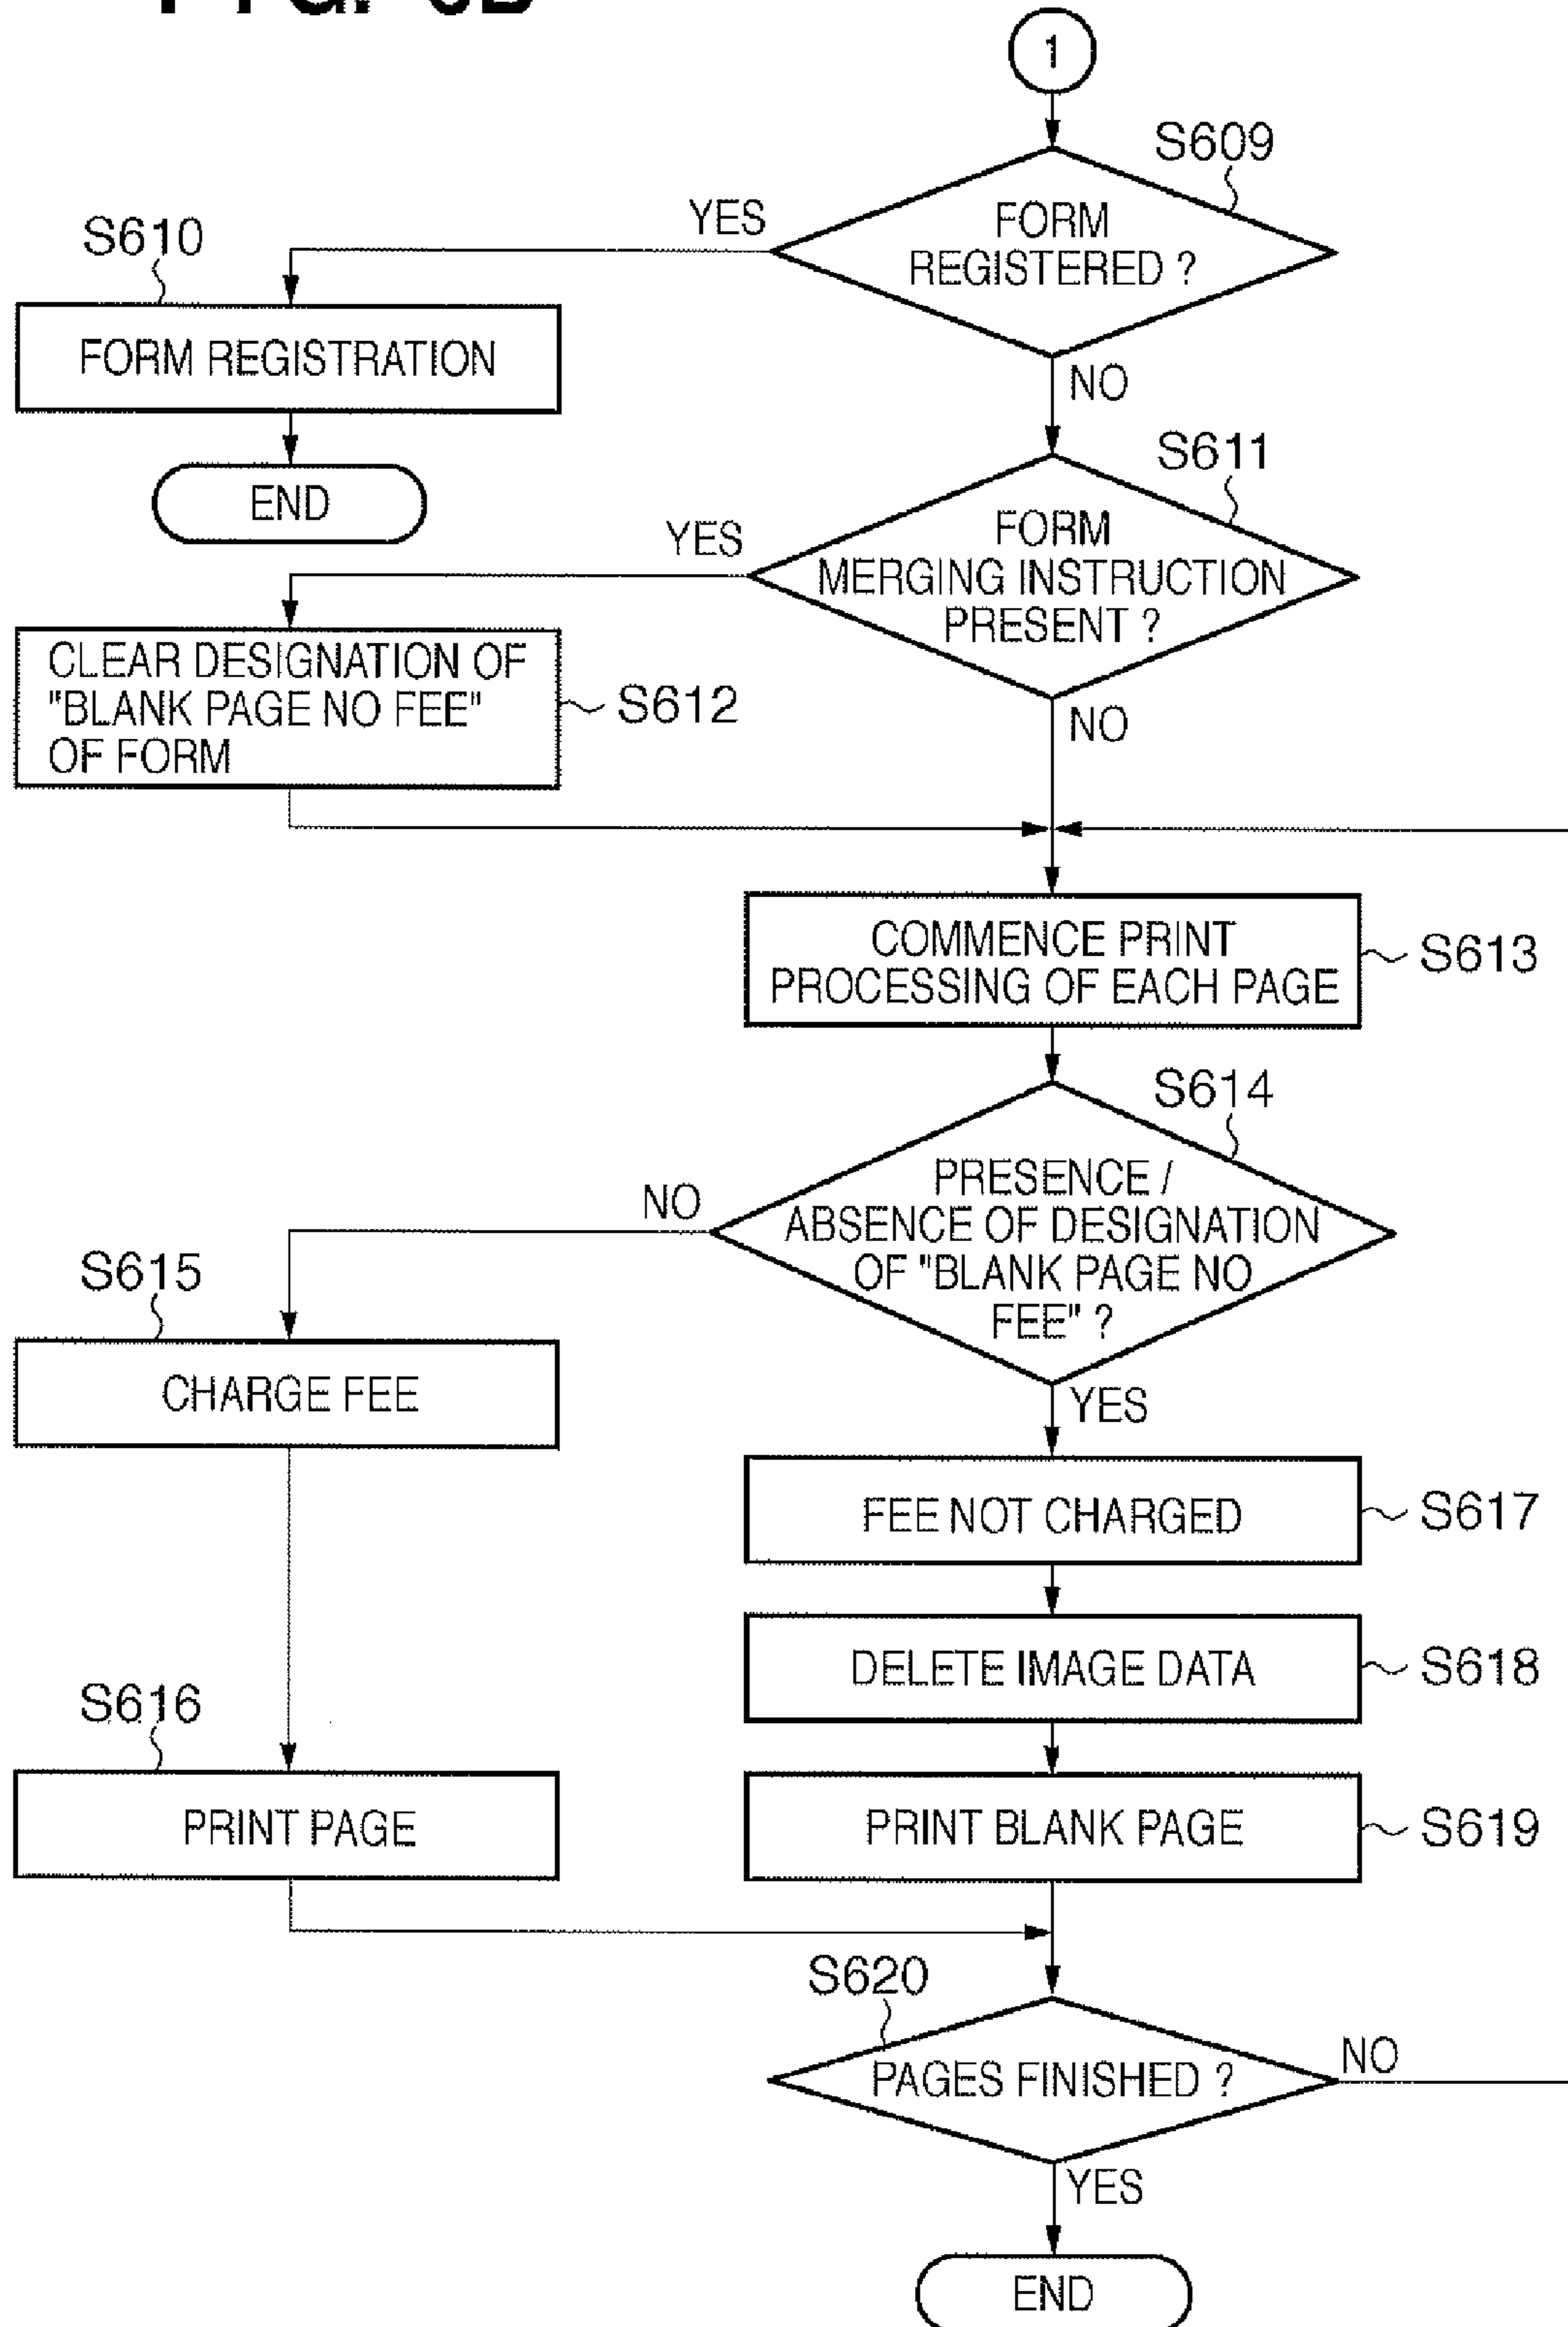 1
S609
FORM
REGISTERED ?
YES
NO
S610
FORM REGISTRATION
END
S611
FORM
MERGING INSTRUCTION
PRESENT ?
YES
NO
CLEAR DESIGNATION OF
"BLANK PAGE NO FEE"
OF FORM
S612
COMMENCE PRINT
PROCESSING OF EACH PAGE
S613
S614
PRESENCE /
ABSENCE OF DESIGNATION
OF "BLANK PAGE NO
FEE" ?
NO
YES
S615
CHARGE FEE
FEE NOT CHARGED
S617
DELETE IMAGE DATA
S618
S616
PRINT PAGE
PRINT BLANK PAGE
S619
S620
PAGES FINISHED ?
NO
YES
END